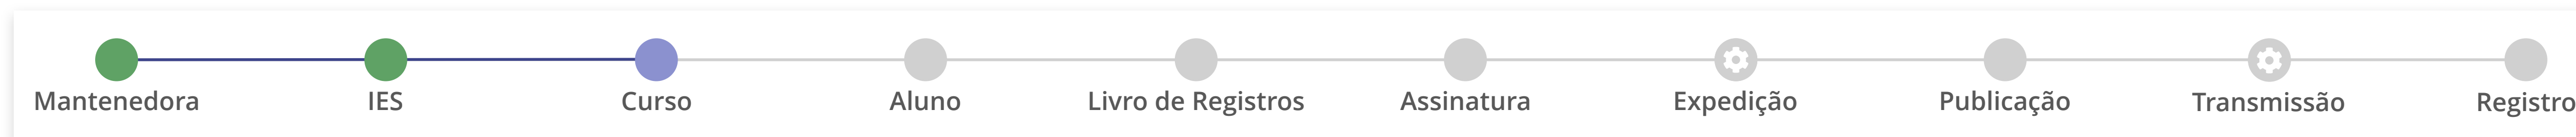 Mantenedora IES Curso Aluno Livro de Registros Assinatura Expedição Publicação Transmissão Registro